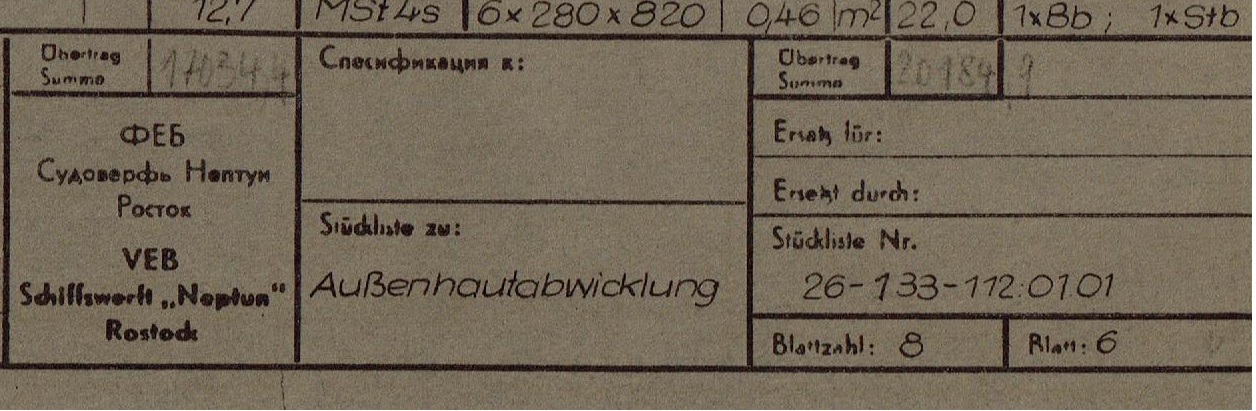 12,7 MSt4s 6×280×820 0,46 m² 22,0 1×Bb; 1×Stb
Übertrag
Summe
Спесификация к:
Übertrag
Summe
ФЕБ
Судоверфь Нептун
Росток
VEB
Schiffswerft „Neptun“
Rostock
Stückliste zu:
Außenhautabwicklung
Ersatz für:
Ersetzt durch:
Stückliste Nr.
26-133-112.01.01
Blattzahl: 8
Blatt: 6